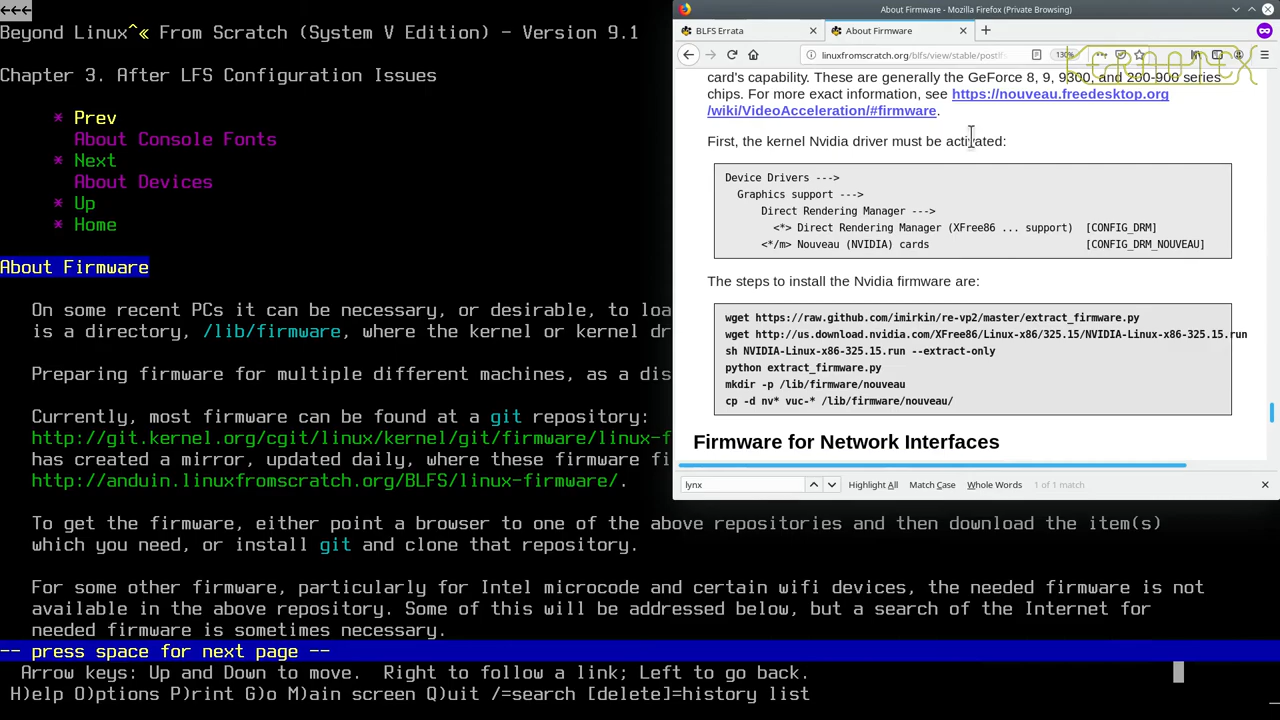 ←←←
Beyond Linux^« From Scratch (System V Edition) - Version 9.1
Chapter 3. After LFS Configuration Issues
* Prev
About Console Fonts
* Next
About Devices
* Up
* Home
About Firmware
On some recent PCs it can be necessary, or desirable, to loa
is a directory, /lib/firmware, where the kernel or kernel dr
Preparing firmware for multiple different machines, as a dis
Currently, most firmware can be found at a git repository:
http://git.kernel.org/cgit/linux/kernel/git/firmware/linux-f
has created a mirror, updated daily, where these firmware fi
http://anduin.linuxfromscratch.org/BLFS/linux-firmware/.
To get the firmware, either point a browser to one of the above repositories and then download the item(s)
which you need, or install git and clone that repository.
For some other firmware, particularly for Intel microcode and certain wifi devices, the needed firmware is not
available in the above repository. Some of this will be addressed below, but a search of the Internet for
needed firmware is sometimes necessary.
-- press space for next page --
Arrow keys: Up and Down to move.  Right to follow a link; Left to go back.
H)elp O)ptions P)rint G)o M)ain screen Q)uit /=search [delete]=history list
About Firmware - Mozilla Firefox (Private Browsing)
BLFS Errata
About Firmware
linuxfromscratch.org/blfs/view/stable/postlf
130%
KERNOTEX
card's capability. These are generally the GeForce 8, 9, 9300, and 200-900 series
chips. For more exact information, see https://nouveau.freedesktop.org
/wiki/VideoAcceleration/#firmware.
First, the kernel Nvidia driver must be activated:
Device Drivers --->
Graphics support --->
Direct Rendering Manager --->
<*> Direct Rendering Manager (XFree86 ... support)  [CONFIG_DRM]
<*/m> Nouveau (NVIDIA) cards [CONFIG_DRM_NOUVEAU]
The steps to install the Nvidia firmware are:
wget https://raw.github.com/imirkin/re-vp2/master/extract_firmware.py
wget http://us.download.nvidia.com/XFree86/Linux-x86/325.15/NVIDIA-Linux-x86-325.15.run
sh NVIDIA-Linux-x86-325.15.run --extract-only
python extract_firmware.py
mkdir -p /lib/firmware/nouveau
cp -d nv* vuc-* /lib/firmware/nouveau/
Firmware for Network Interfaces
lynx
Highlight All
Match Case
Whole Words
1 of 1 match